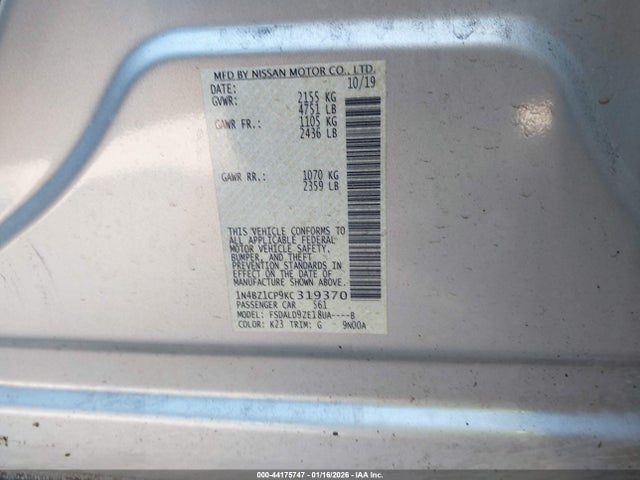 MFD BY NISSAN MOTOR CO., LTD.
DATE: 10/19
GVWR: 2155 KG
4751 LB
GAWR FR.: 1105 KG
2436 LB
GAWR RR.: 1070 KG
2359 LB
THIS VEHICLE CONFORMS TO
ALL APPLICABLE FEDERAL
MOTOR VEHICLE SAFETY,
BUMPER, AND THEFT
PREVENTION STANDARDS IN
EFFECT ON THE DATE OF
MANUFACTURE SHOWN ABOVE.
1N4BZ1CP9KC319370
PASSENGER CAR S61
MODEL: FSDALD9ZE18UA----B
COLOR: K23 TRIM: G 9N00A
000-44175747 - 01/16/2026 - IAA Inc.